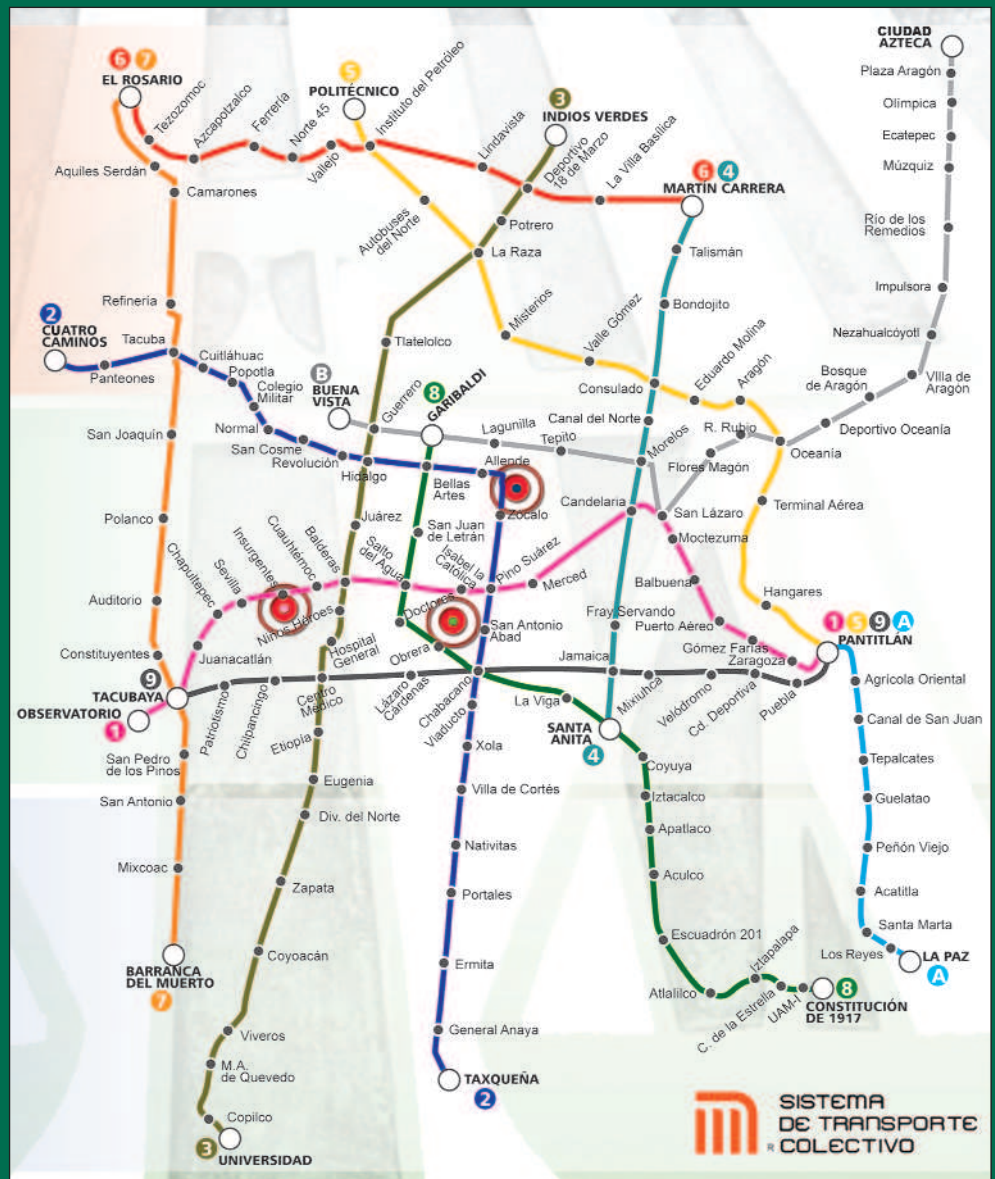 6 7
EL ROSARIO
5
POLITÉCNICO
3
INDIOS VERDES
CIUDAD
AZTECA
Plaza Aragón
Olímpica
Ecatepec
Múzquiz
Río de los
Remedios
Impulsora
Nezahualcóyotl
VIlla de
Aragón
Bosque
de Aragón
Deportivo Oceanía
Oceanía
R. Rubio
Flores Magón
San Lázaro
Tezozomoc
Azcapotzalco
Ferrería
Norte 45
Vallejo
Instituto del Petróleo
Lindavista
Deportivo
18 de Marzo
La Villa Basílica
6 4
MARTÍN CARRERA
Talismán
Bondojito
Consulado
Canal del Norte
Morelos
Candelaria
Fray Servando
Jamaica
Aquiles Serdán
Camarones
Refinería
Tacuba
San Joaquín
Polanco
Auditorio
Constituyentes
9
TACUBAYA
OBSERVATORIO
1
San Pedro
de los Pinos
San Antonio
Mixcoac
BARRANCA
DEL MUERTO
7
Autobuses
del Norte
La Raza
Misterios
Valle Gómez
Eduardo Molina
Aragón
Terminal Aérea
Hangares
1 5 9 A
PANTITLÁN
Potrero
Tlatelolco
Guerrero
Hidalgo
Juárez
Balderas
Niños Héroes
Hospital
General
Centro
Médico
Etiopía
Eugenia
Div. del Norte
Zapata
Coyoacán
Viveros
M.A.
de Quevedo
Copilco
3
UNIVERSIDAD
2
CUATRO
CAMINOS
Panteones
Cuitláhuac
Popotla
Colegio
Militar
Normal
San Cosme
Revolución
Bellas
Artes
Allende
Zócalo
Pino Suárez
San Antonio
Abad
Chabacano
Viaducto
Xola
Villa de Cortés
Nativitas
Portales
Ermita
General Anaya
TAXQUEÑA
2
B
BUENA
VISTA
8
GARIBALDI
Lagunilla
Tepito
San Juan
de Letrán
Salto
del Agua
Doctores
Obrera
La Viga
SANTA
ANITA
4
Coyuya
Iztacalco
Apatlaco
Aculco
Escuadrón 201
Atlalilco
Iztapalapa
C. de la Estrella
UAM-I
8
CONSTITUCIÓN
DE 1917
Juanacatlán
Chapultepec
Sevilla
Insurgentes
Cuauhtémoc
Isabel la
Católica
Merced
Moctezuma
Balbuena
Puerto Aéreo
Gómez Farías
Zaragoza
Patriotismo
Chilpancingo
Lázaro
Cárdenas
Mixiuhca
Velódromo
Cd. Deportiva
Puebla
Agrícola Oriental
Canal de San Juan
Tepalcates
Guelatao
Peñón Viejo
Acatitla
Santa Marta
Los Reyes
LA PAZ
A
SISTEMA
DE TRANSPORTE
COLECTIVO
R